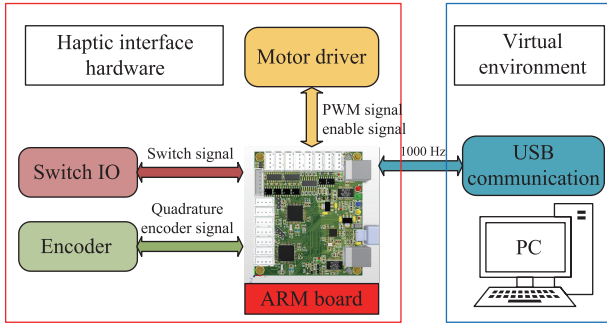 Haptic interface
hardware
Motor driver
Virtual
environment
PWM signal
enable signal
1000 Hz
Switch IO
Switch signal
USB
communication
Encoder
Quadrature
encoder signal
PC
ARM board